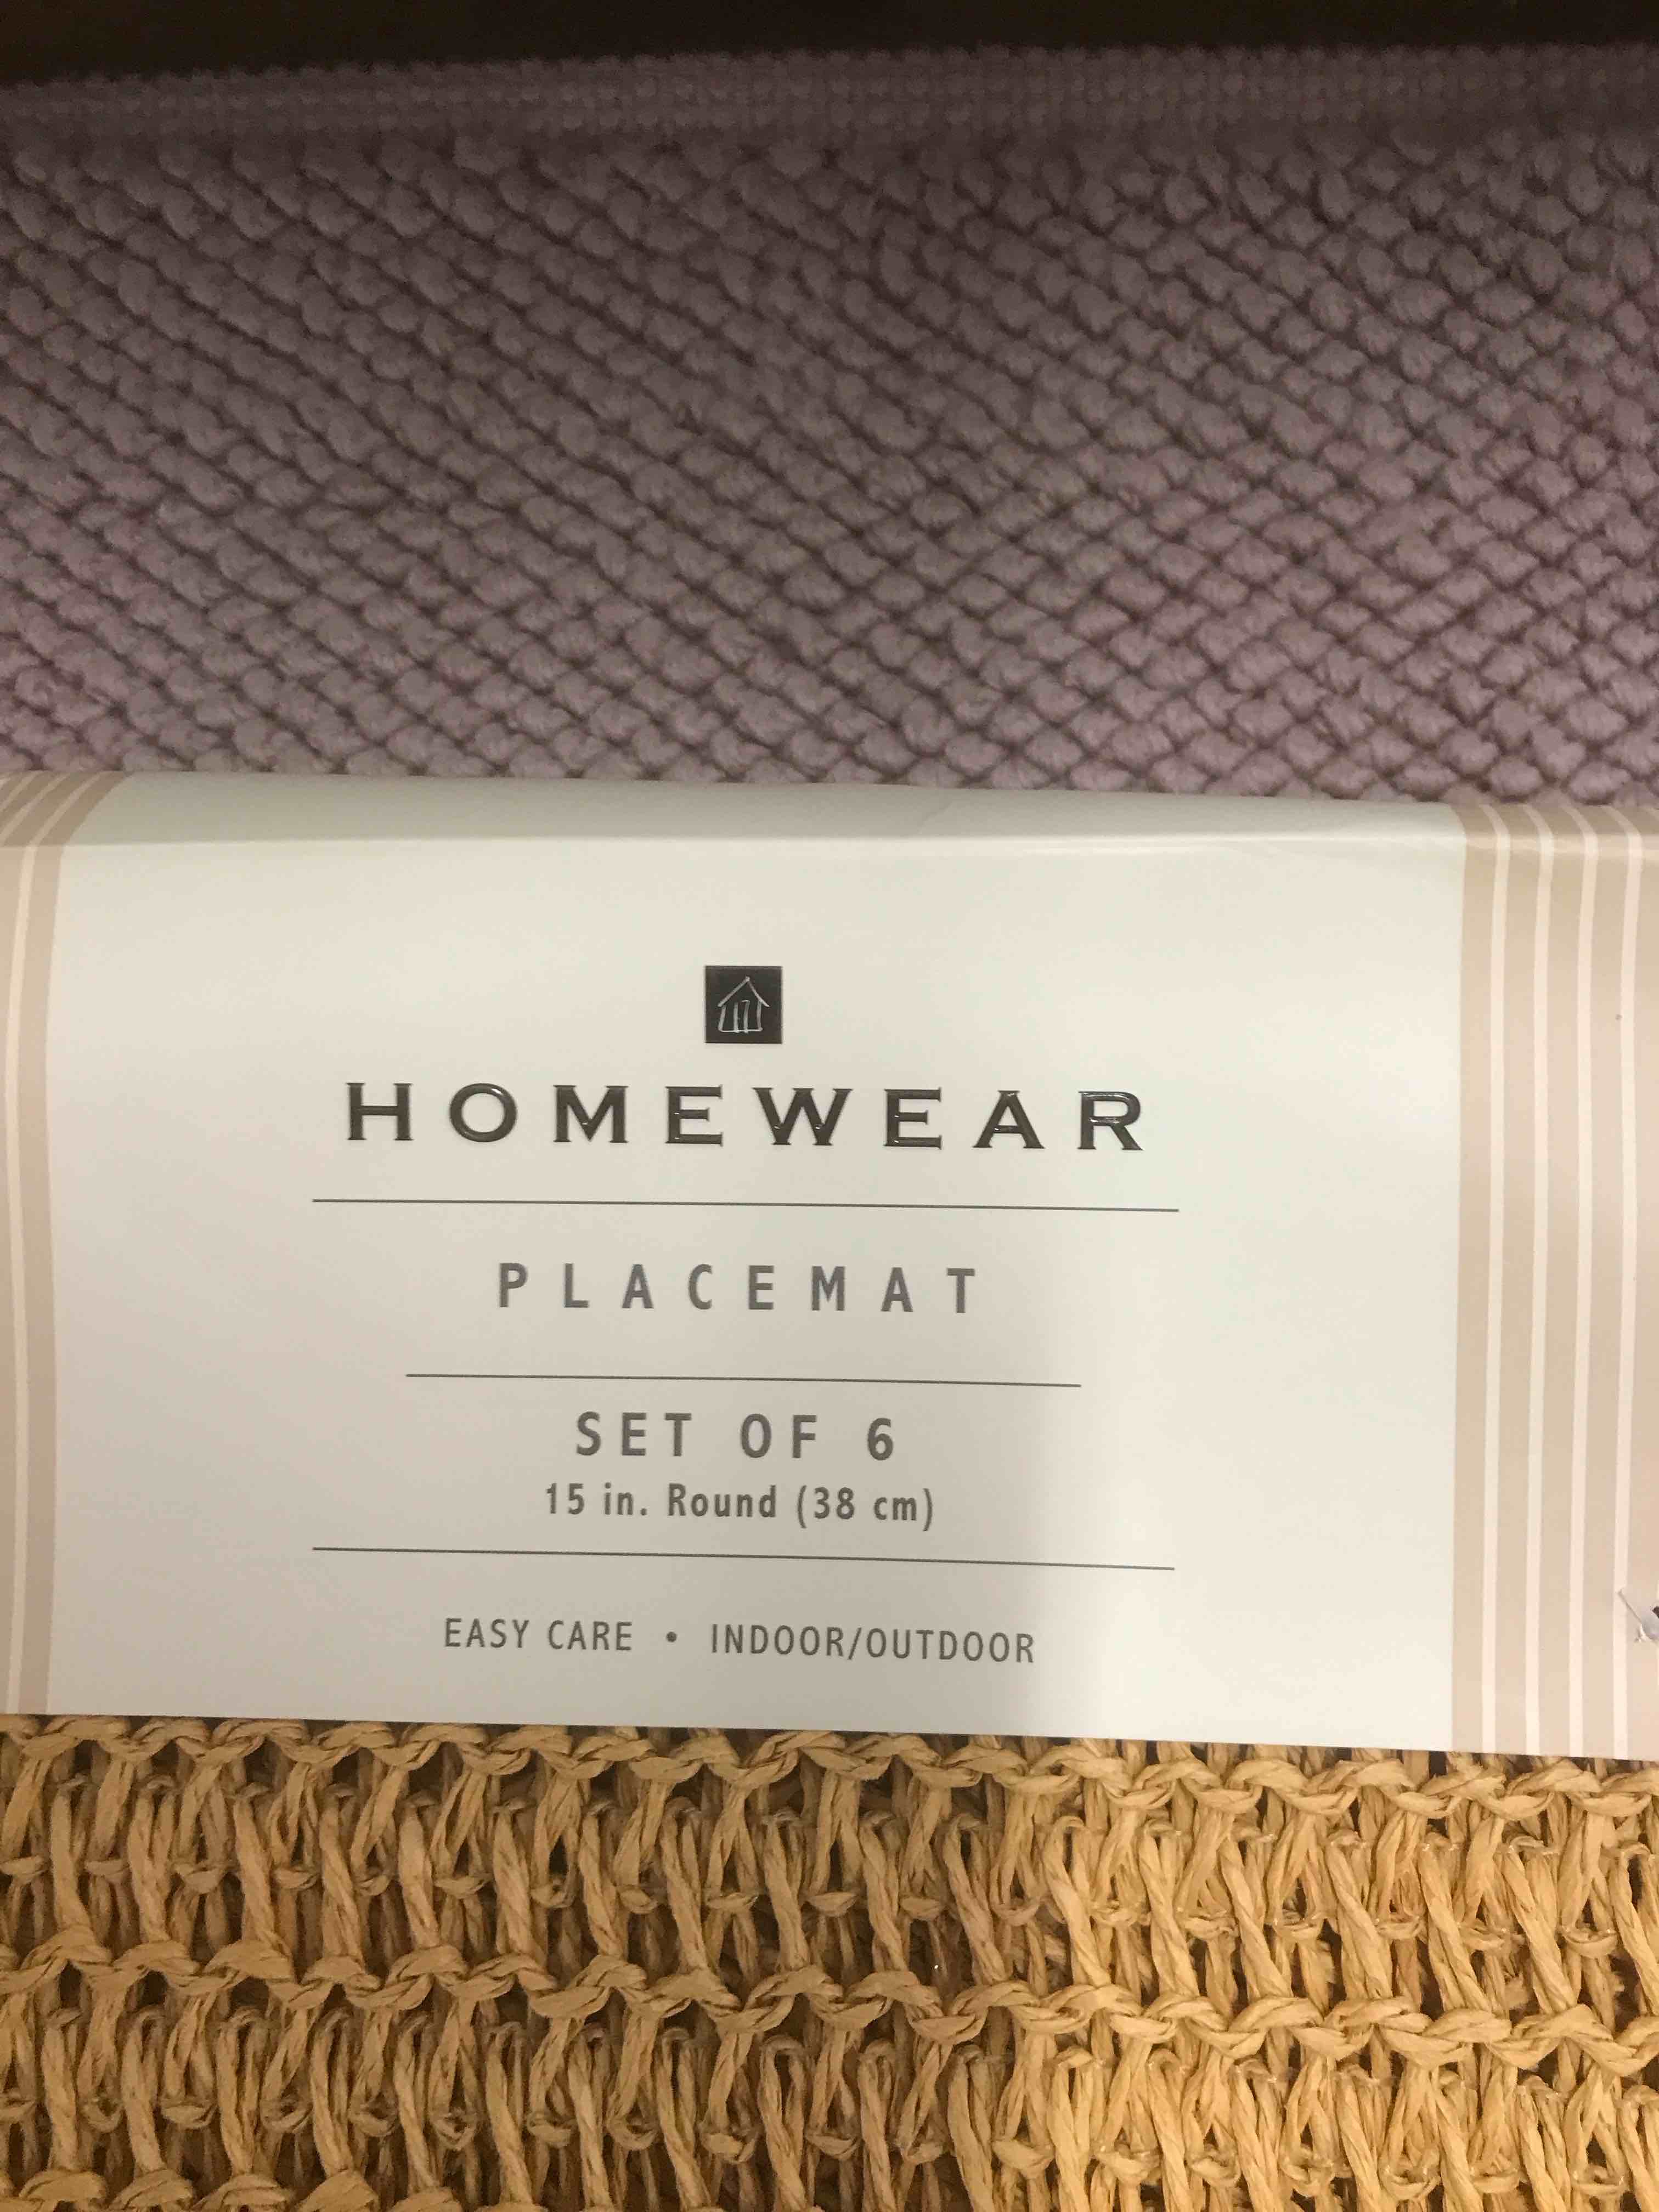 HOMEWEAR
PLACEMAT
SET OF 6
15 in. Round (38 cm)
EASY CARE • INDOOR/OUTDOOR